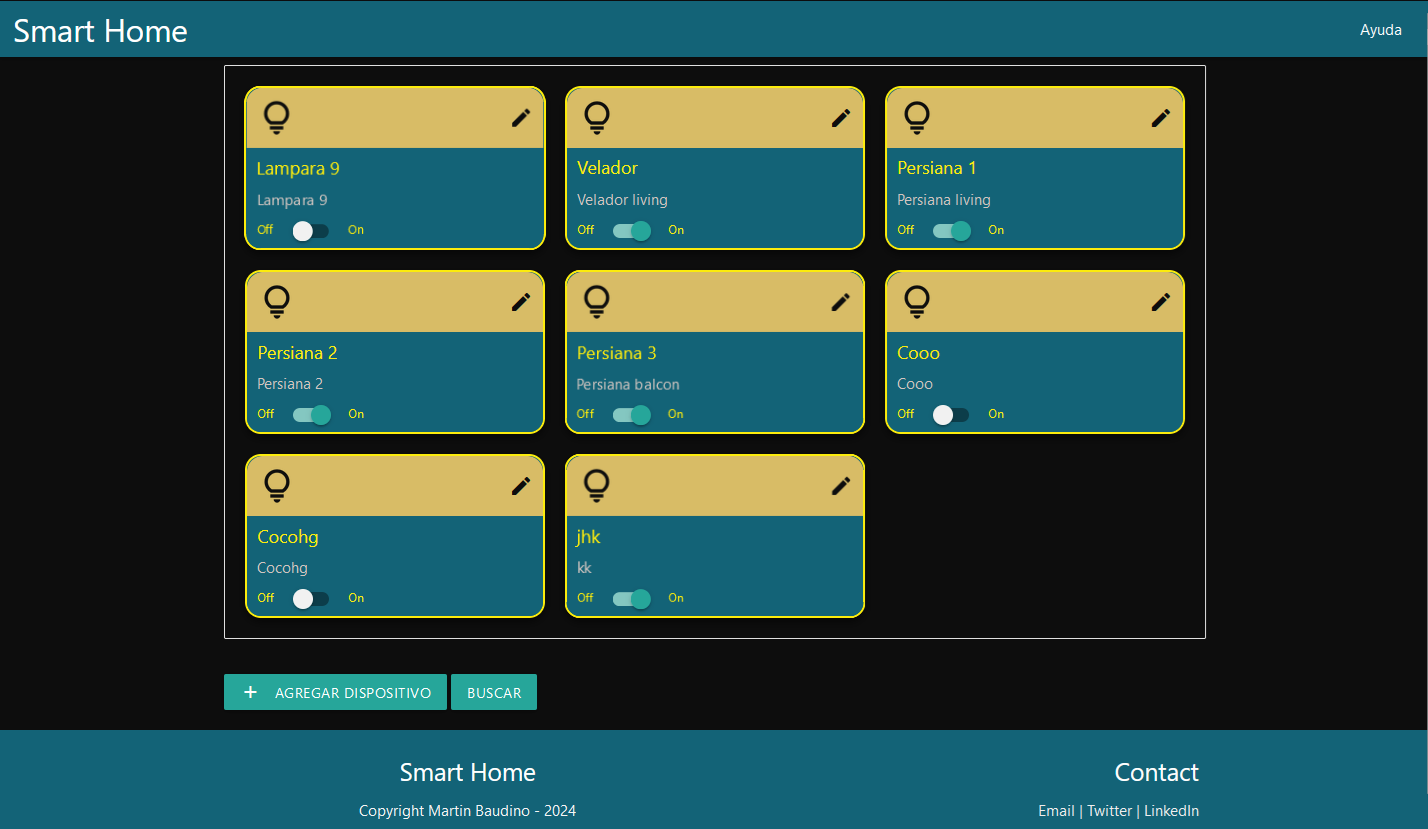 Smart Home
Ayuda
Lampara 9
Lampara 9
Off On
Velador
Velador living
Off On
Persiana 1
Persiana living
Off On
Persiana 2
Persiana 2
Off On
Persiana 3
Persiana balcon
Off On
Cooo
Cooo
Off On
Cocohg
Cocohg
Off On
jhk
kk
Off On
+ AGREGAR DISPOSITIVO
BUSCAR
Smart Home
Copyright Martin Baudino - 2024
Contact
Email | Twitter | LinkedIn